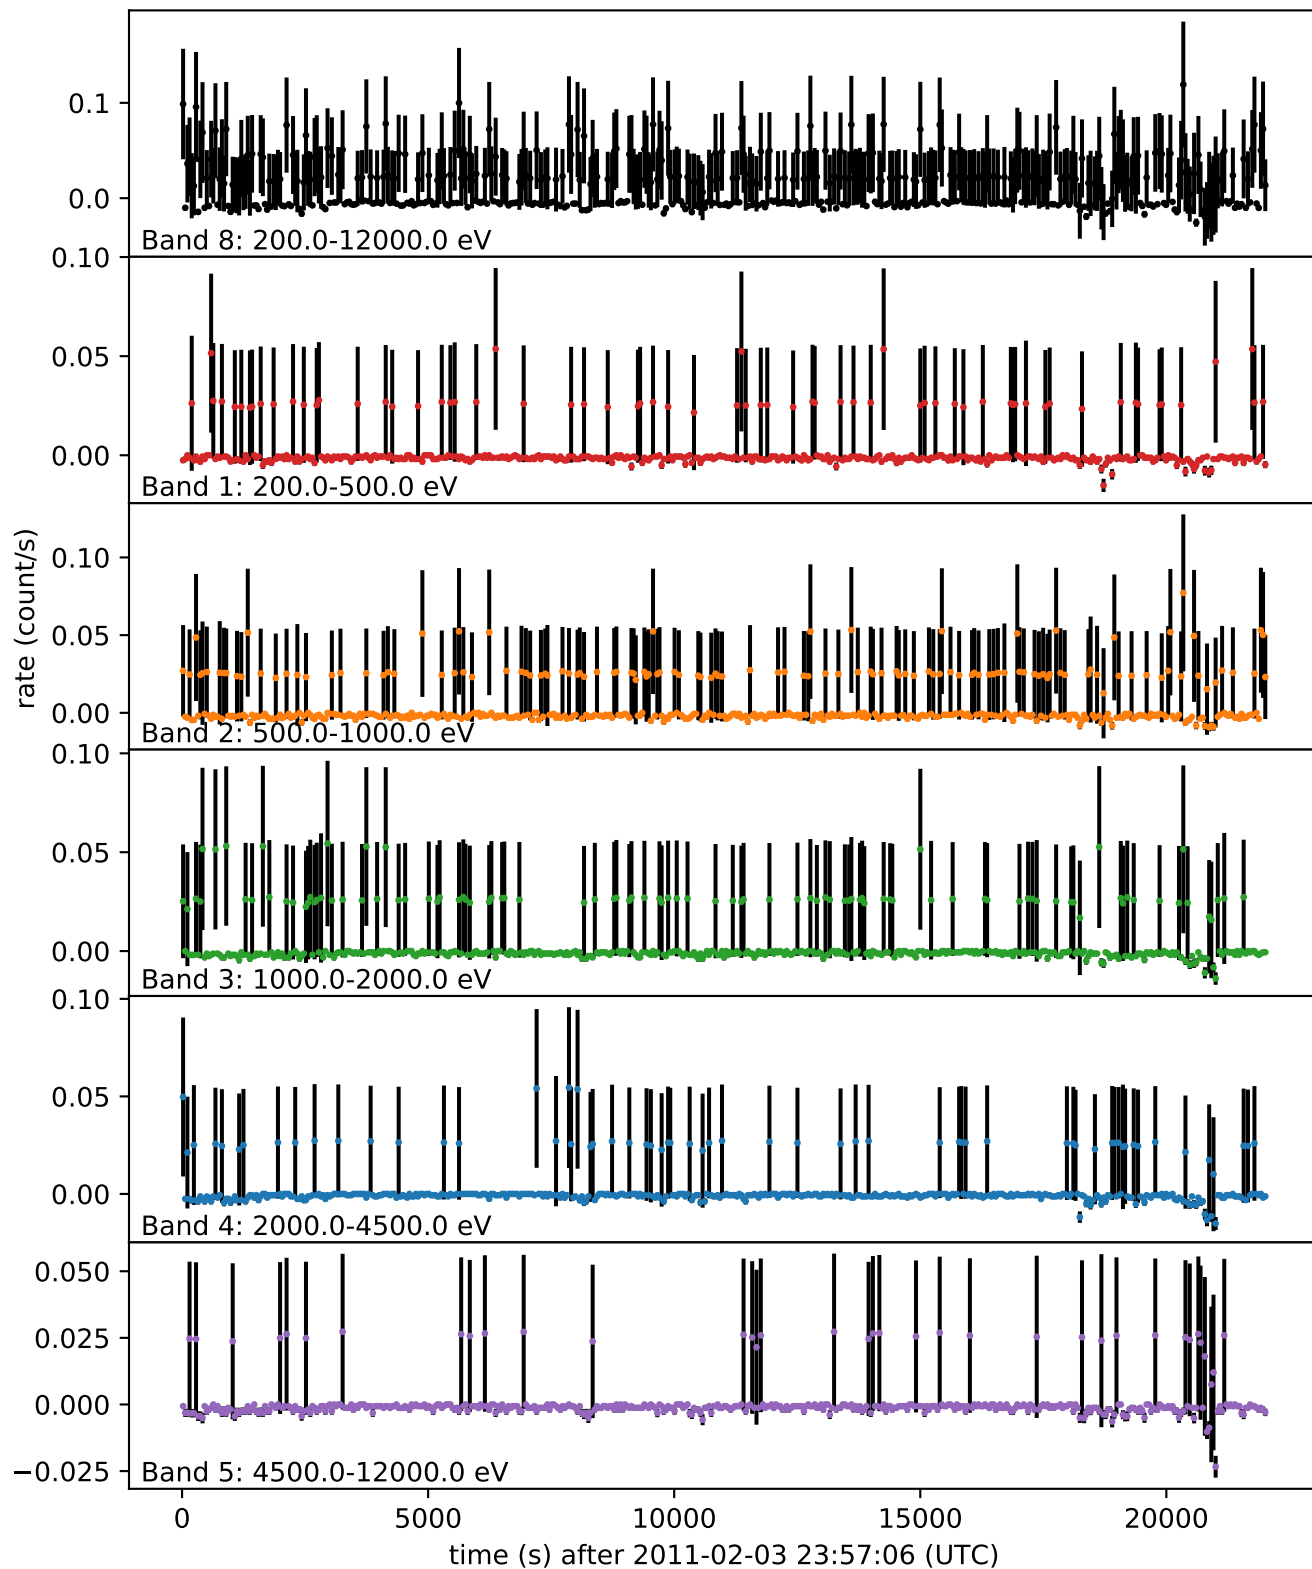 0.1
0.0
Band 8: 200.0-12000.0 eV
0.10
0.05
0.00
Band 1: 200.0-500.0 eV
0.10
0.05
0.00
Band 2: 500.0-1000.0 eV
rate (count/s)
0.10
0.05
0.00
Band 3: 1000.0-2000.0 eV
0.10
0.05
0.00
Band 4: 2000.0-4500.0 eV
0.050
0.025
0.000
−0.025
Band 5: 4500.0-12000.0 eV
0 5000 10000 15000 20000
time (s) after 2011-02-03 23:57:06 (UTC)